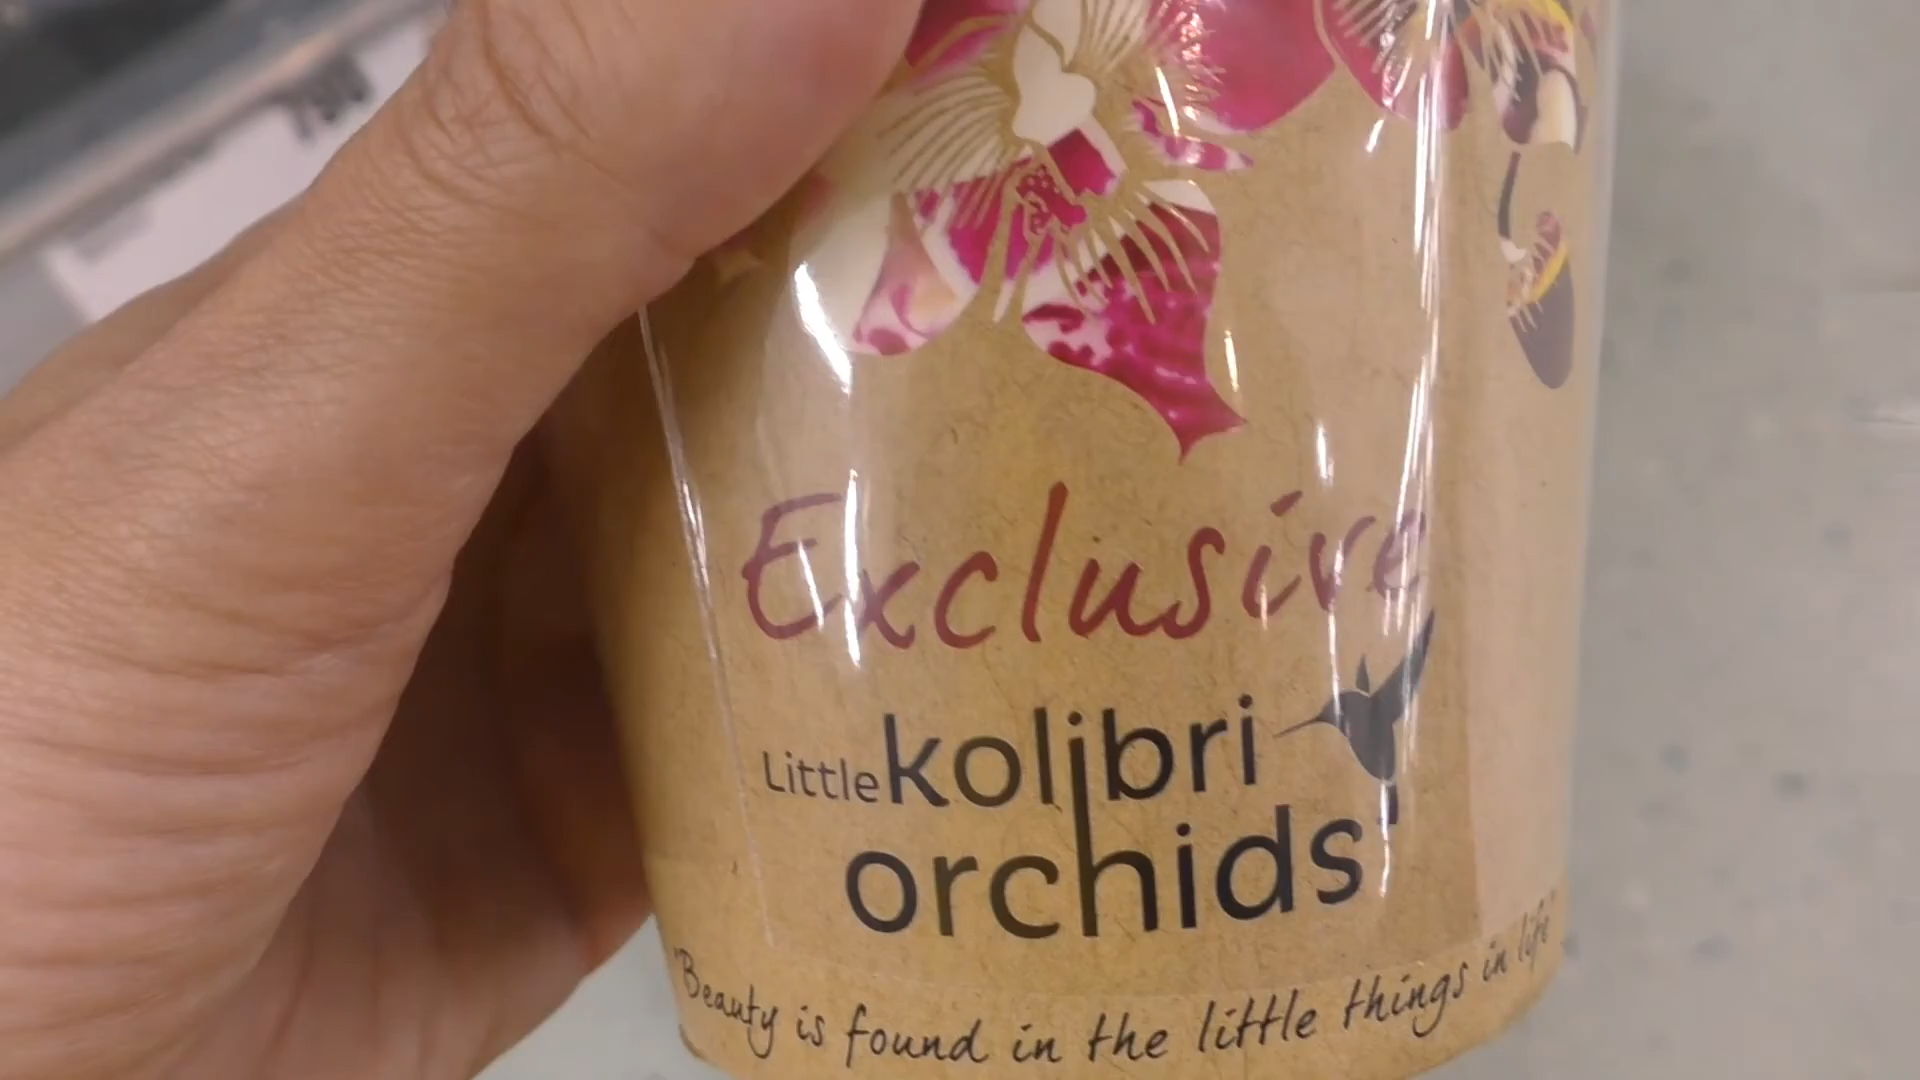 Exclusive
Little kolibri
orchids'
"Beauty is found in the little things in life"